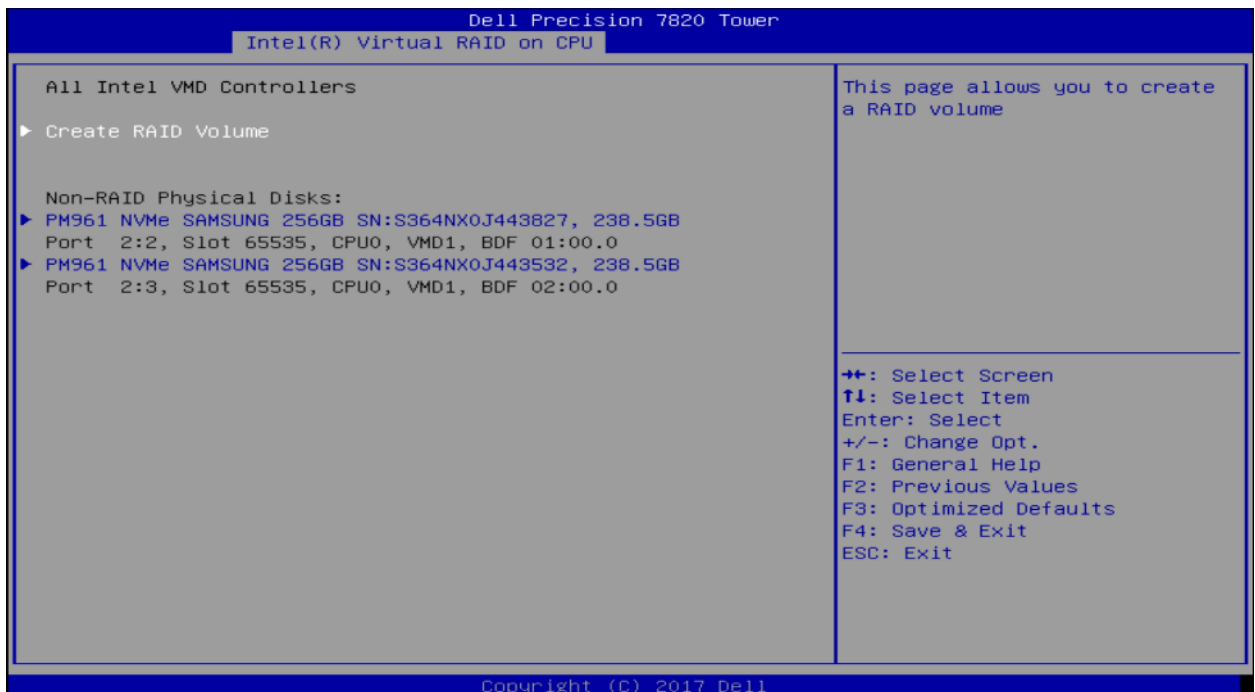 Dell Precision 7820 Tower
Intel(R) Virtual RAID on CPU
All Intel VMD Controllers
Create RAID Volume
Non-RAID Physical Disks:
PM961 NVMe SAMSUNG 256GB SN:S364NX0J443827, 238.5GB
Port  2:2, Slot 65535, CPU0, VMD1, BDF 01:00.0
PM961 NVMe SAMSUNG 256GB SN:S364NX0J443532, 238.5GB
Port  2:3, Slot 65535, CPU0, VMD1, BDF 02:00.0
This page allows you to create
a RAID volume
→←: Select Screen
↑↓: Select Item
Enter: Select
+/-: Change Opt.
F1: General Help
F2: Previous Values
F3: Optimized Defaults
F4: Save & Exit
ESC: Exit
Copyright (C) 2017 Dell